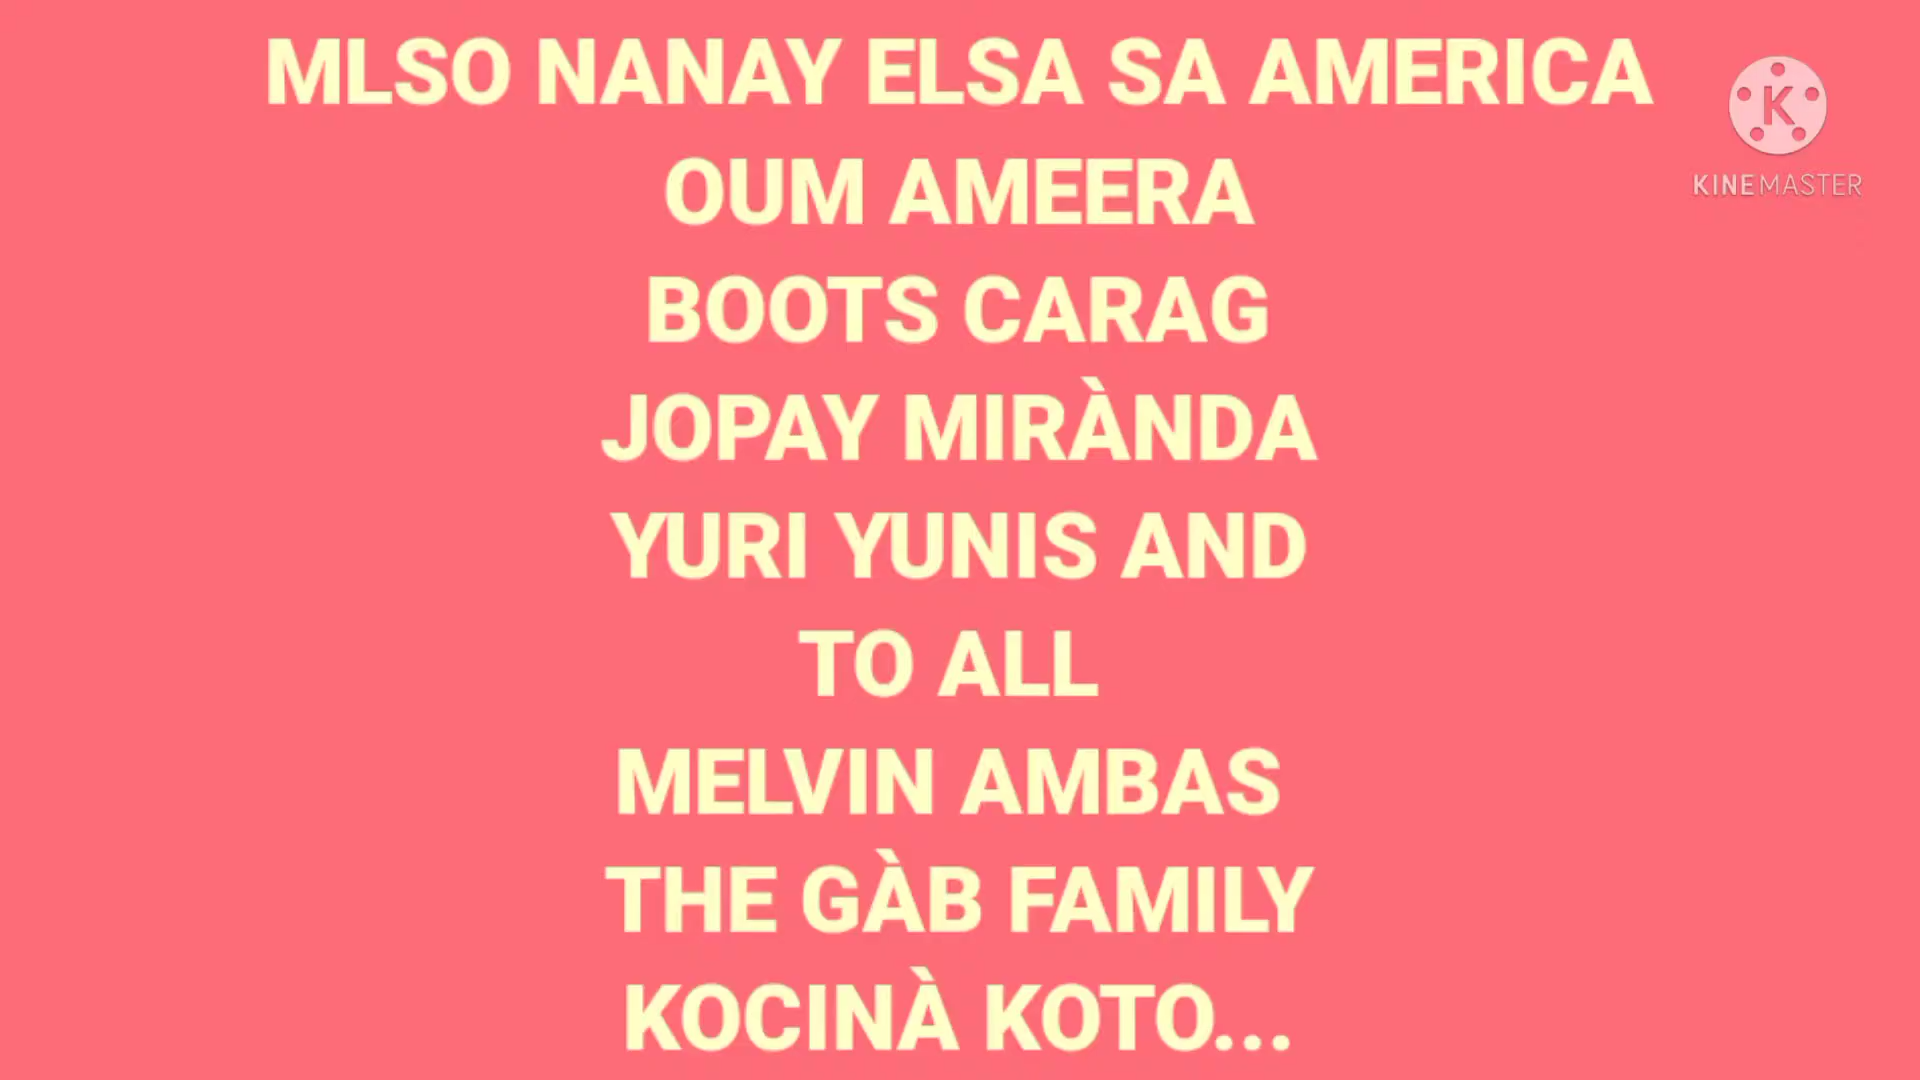 MLSO NANAY ELSA SA AMERICA
OUM AMEERA
BOOTS CARAG
JOPAY MIRÀNDA
YURI YUNIS AND
TO ALL
MELVIN AMBAS
THE GÀB FAMILY
KOCINÀ KOTO...
K
KINEMASTER